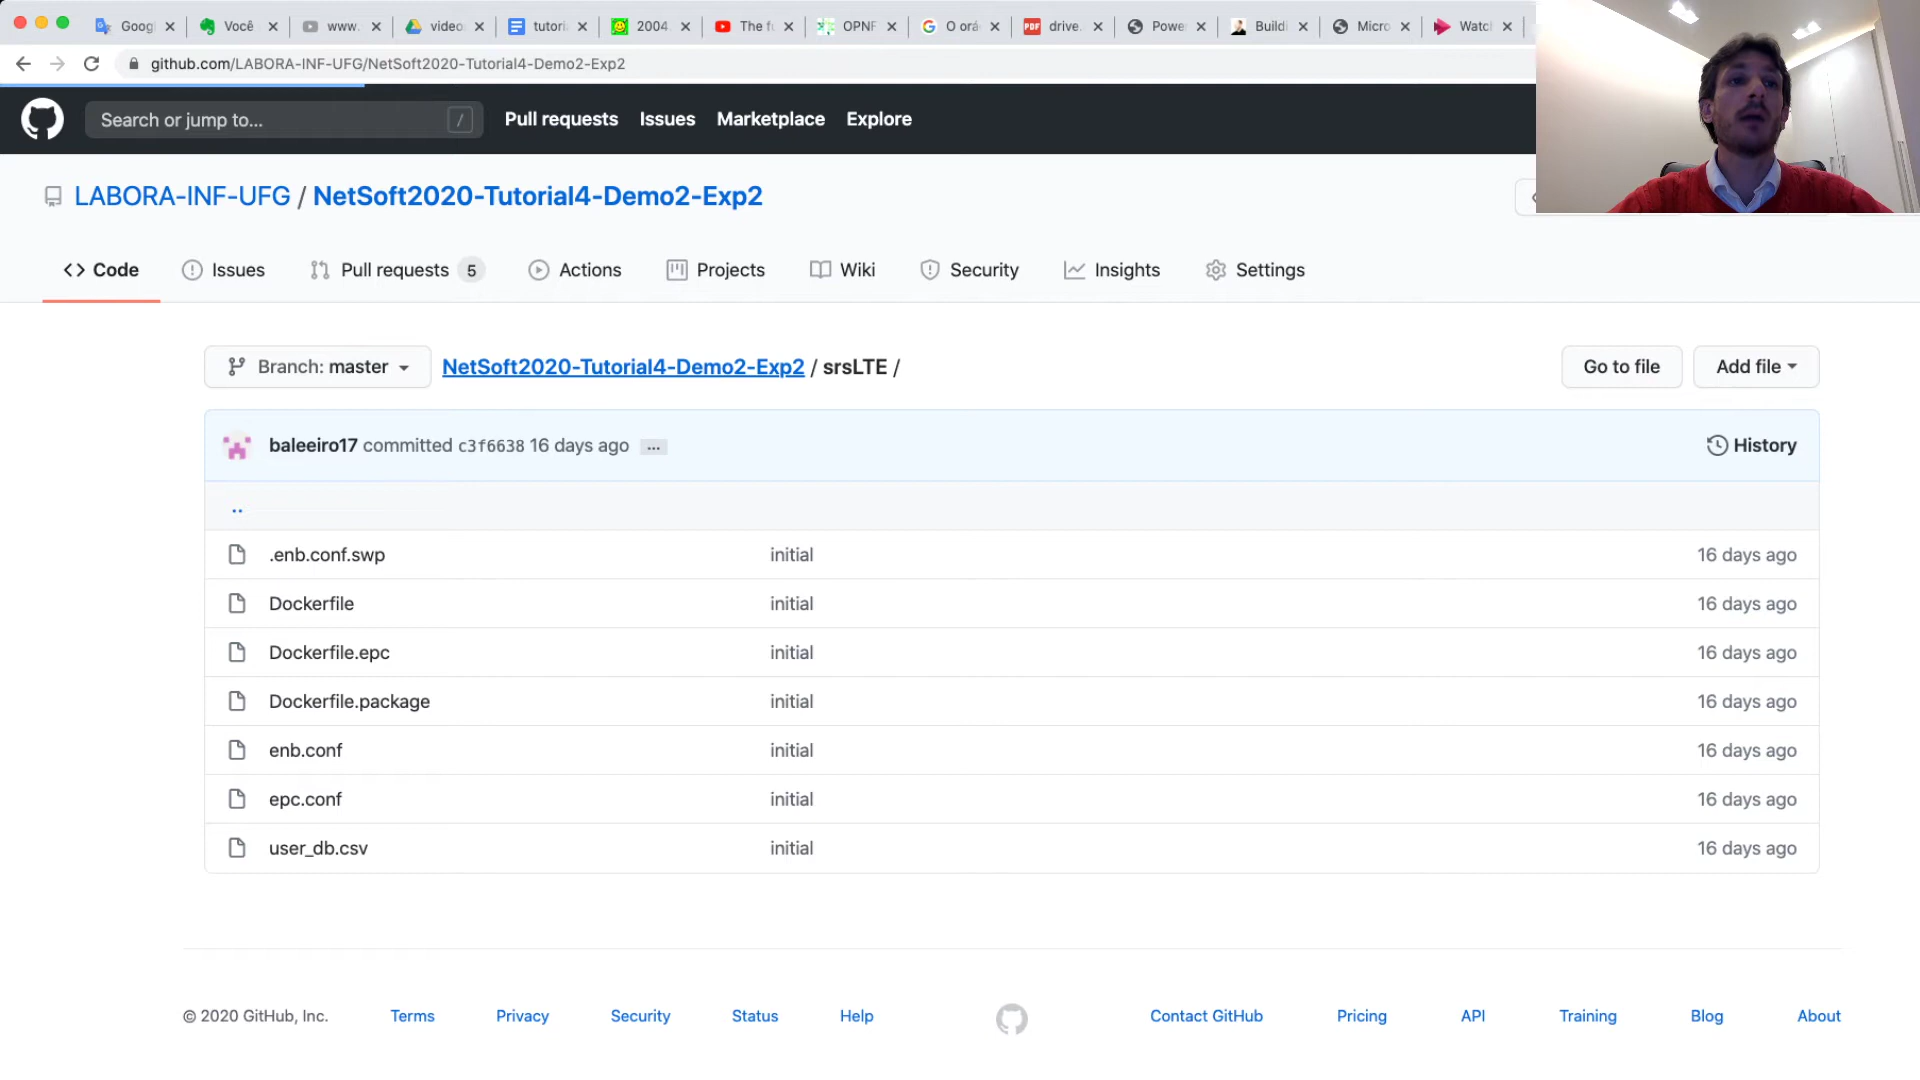 Goog
Você
www.
video
tutori
2004
The fu
OPNF
O orá
drive.
Power
Buildi
Micro
Watc
github.com/LABORA-INF-UFG/NetSoft2020-Tutorial4-Demo2-Exp2
Search or jump to...
/
Pull requests
Issues
Marketplace
Explore
LABORA-INF-UFG / NetSoft2020-Tutorial4-Demo2-Exp2
Code
Issues
Pull requests 5
Actions
Projects
Wiki
Security
Insights
Settings
Branch: master
NetSoft2020-Tutorial4-Demo2-Exp2 / srsLTE /
Go to file
Add file
baleeiro17 committed c3f6638 16 days ago ...
History
..
.enb.conf.swp initial 16 days ago
Dockerfile initial 16 days ago
Dockerfile.epc initial 16 days ago
Dockerfile.package initial 16 days ago
enb.conf initial 16 days ago
epc.conf initial 16 days ago
user_db.csv initial 16 days ago
© 2020 GitHub, Inc.
Terms
Privacy
Security
Status
Help
Contact GitHub
Pricing
API
Training
Blog
About